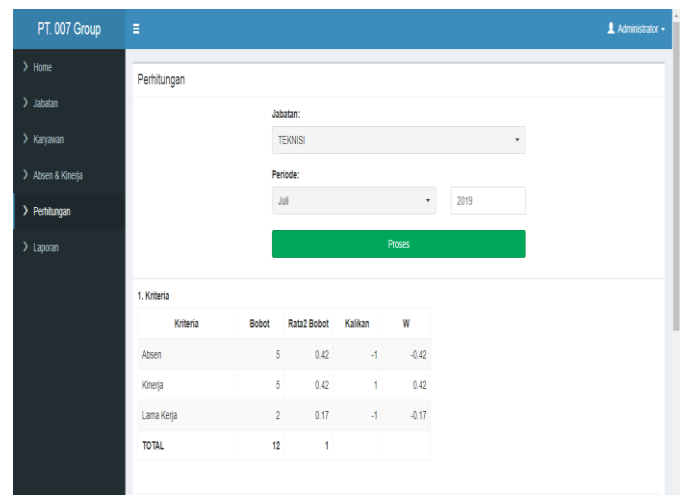 PT. 007 Group
Administrator
Home
Jabatan
Karyawan
Absen & Kinerja
Perhitungan
Laporan
Perhitungan
Jabatan:
TEKNISI
Periode:
Juli 2019
Proses
1. Kriteria
Kriteria Bobot Rata2 Bobot Kalikan W
Absen 5 0.42 -1 -0.42
Kinerja 5 0.42 1 0.42
Lama Kerja 2 0.17 -1 -0.17
TOTAL 12 1